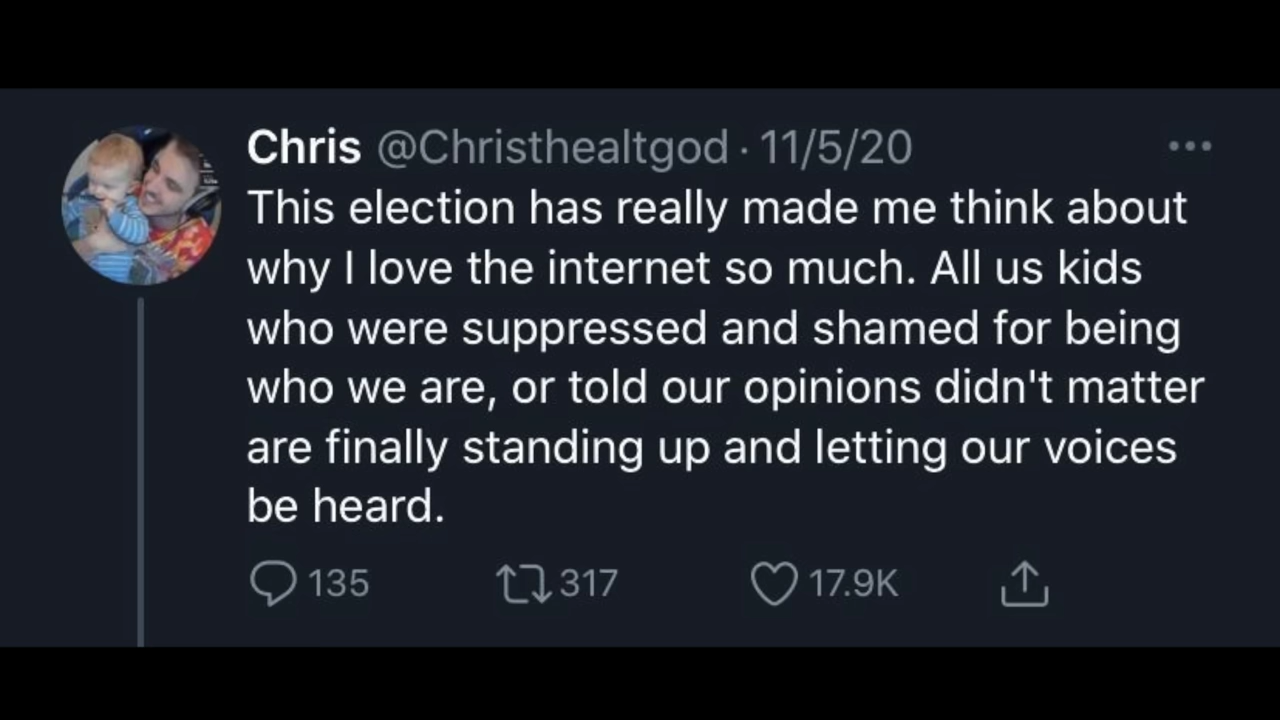 Chris @Christhealtgod · 11/5/20
This election has really made me think about
why I love the internet so much. All us kids
who were suppressed and shamed for being
who we are, or told our opinions didn't matter
are finally standing up and letting our voices
be heard.
135 317 17.9K